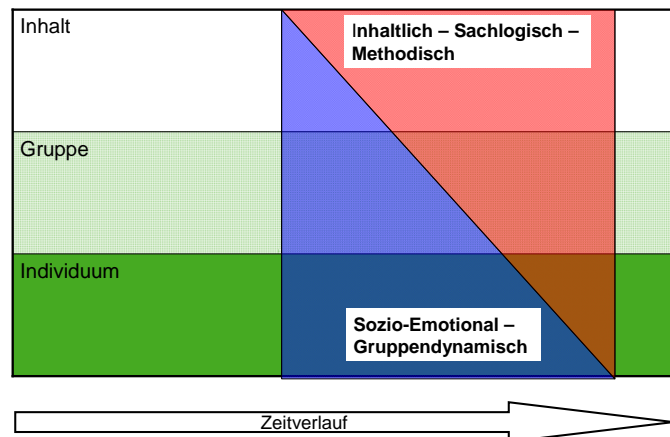 Inhalt
Inhaltlich – Sachlogisch –
Methodisch
Gruppe
Individuum
Sozio-Emotional –
Gruppendynamisch
Zeitverlauf